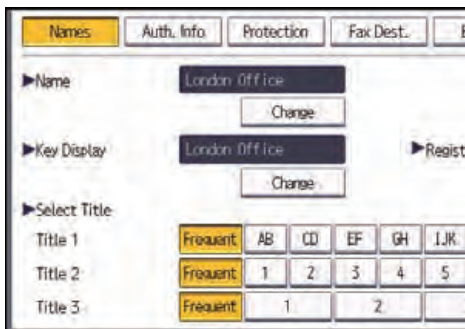 Names Auth. Info Protection Fax Dest. E
►Name London Office
Change
►Key Display London Office ►Regist
Change
►Select Title
Title 1 Frequent AB CD EF GH IJK
Title 2 Frequent 1 2 3 4 5
Title 3 Frequent 1 2